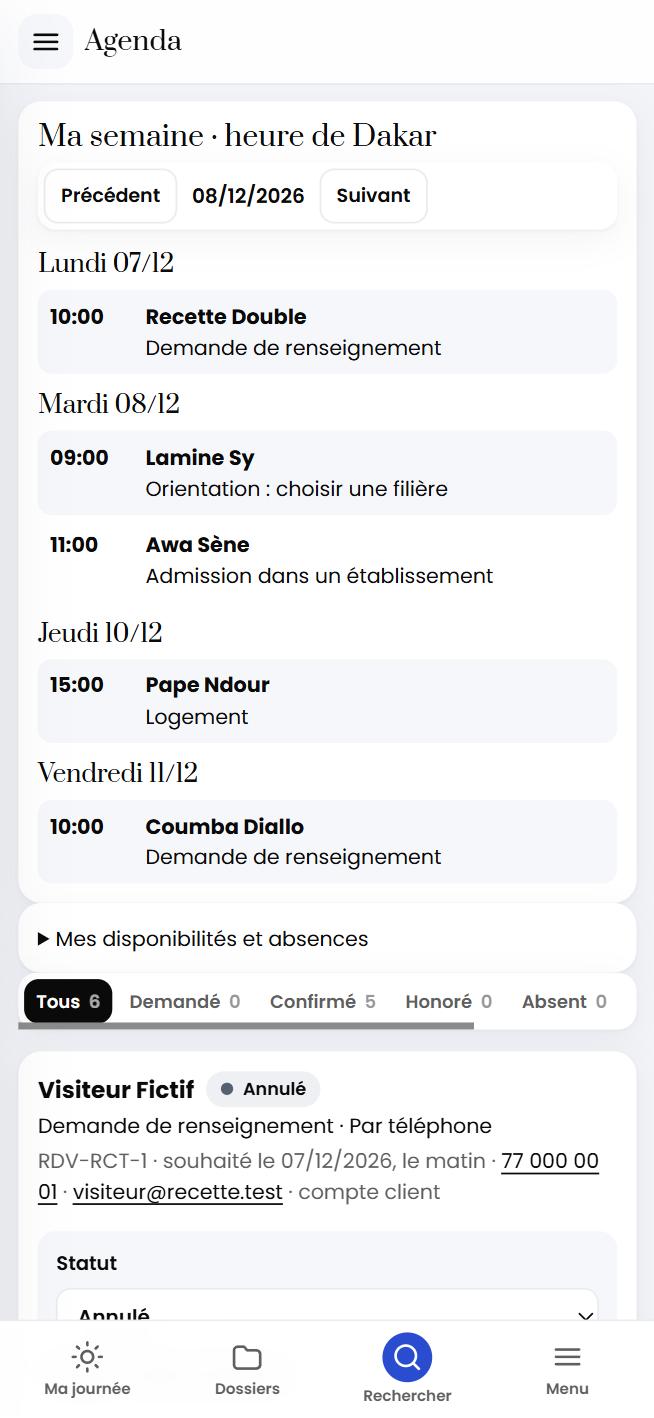 Agenda
Ma semaine · heure de Dakar
Précédent 08/12/2026 Suivant
Lundi 07/12
10:00 Recette Double
Demande de renseignement
Mardi 08/12
09:00 Lamine Sy
Orientation : choisir une filière
11:00 Awa Sène
Admission dans un établissement
Jeudi 10/12
15:00 Pape Ndour
Logement
Vendredi 11/12
10:00 Coumba Diallo
Demande de renseignement
Mes disponibilités et absences
Tous 6 Demandé 0 Confirmé 5 Honoré 0 Absent 0
Visiteur Fictif Annulé
Demande de renseignement · Par téléphone
RDV-RCT-1 · souhaité le 07/12/2026, le matin · 77 000 00
01 · visiteur@recette.test · compte client
Statut
Annulé
Ma journée Dossiers Rechercher Menu